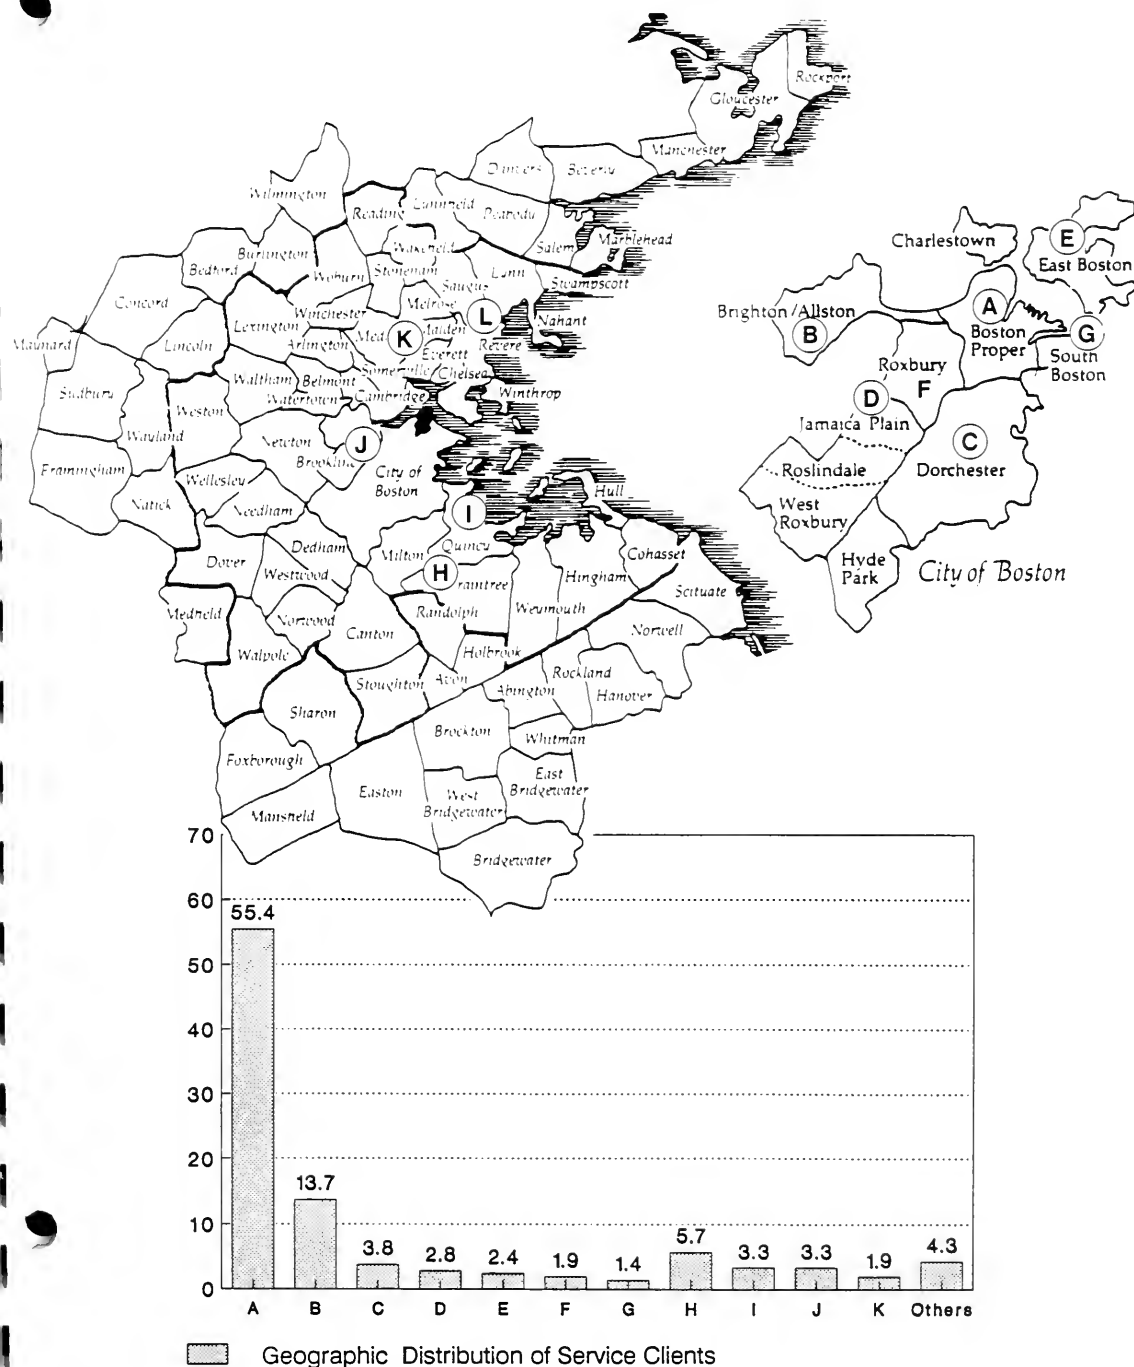 Rockport
Gloucester
Manchester
Danvers
Beverly
Wilmington
Reading
Lynnfield
Peabody
Salem
Marblehead
Wakefield
Burlington
Bedford
Woburn
Stoneham
Saugus
Lynn
Swampscott
Concord
Winchester
Melrose
Lexington
Arlington
Med
K
Malden
L
Revere
Nahant
Maynard
Lincoln
Everett
Somerville
Chelsea
Sudbury
Waltham
Belmont
Watertown
Cambridge
Winthrop
Weston
Wayland
Newton
Brookline
J
City of
Boston
Framingham
Natick
Wellesley
Needham
I
Hull
Quincy
Milton
H
raintree
Dover
Dedham
Westwood
Cohasset
Hingham
Scituate
Medfield
Norwood
Randolph
Weymouth
Canton
Norwell
Walpole
Holbrook
Stoughton
Avon
Rockland
Abington
Hanover
Sharon
Brockton
Whitman
Foxborough
East
Bridgewater
Easton
West
Bridgewater
Mansfield
Bridgewater
Charlestown
E
East Boston
Brighton/Allston
B
A
Boston
Proper
G
South
Boston
Roxbury
F
D
Jamaica Plain
C
Dorchester
Roslindale
West
Roxbury
Hyde
Park
City of Boston
70
60
50
40
30
20
10
0
55.4
13.7
3.8
2.8
2.4
1.9
1.4
5.7
3.3
3.3
1.9
4.3
A B C D E F G H I J K Others
Geographic Distribution of Service Clients